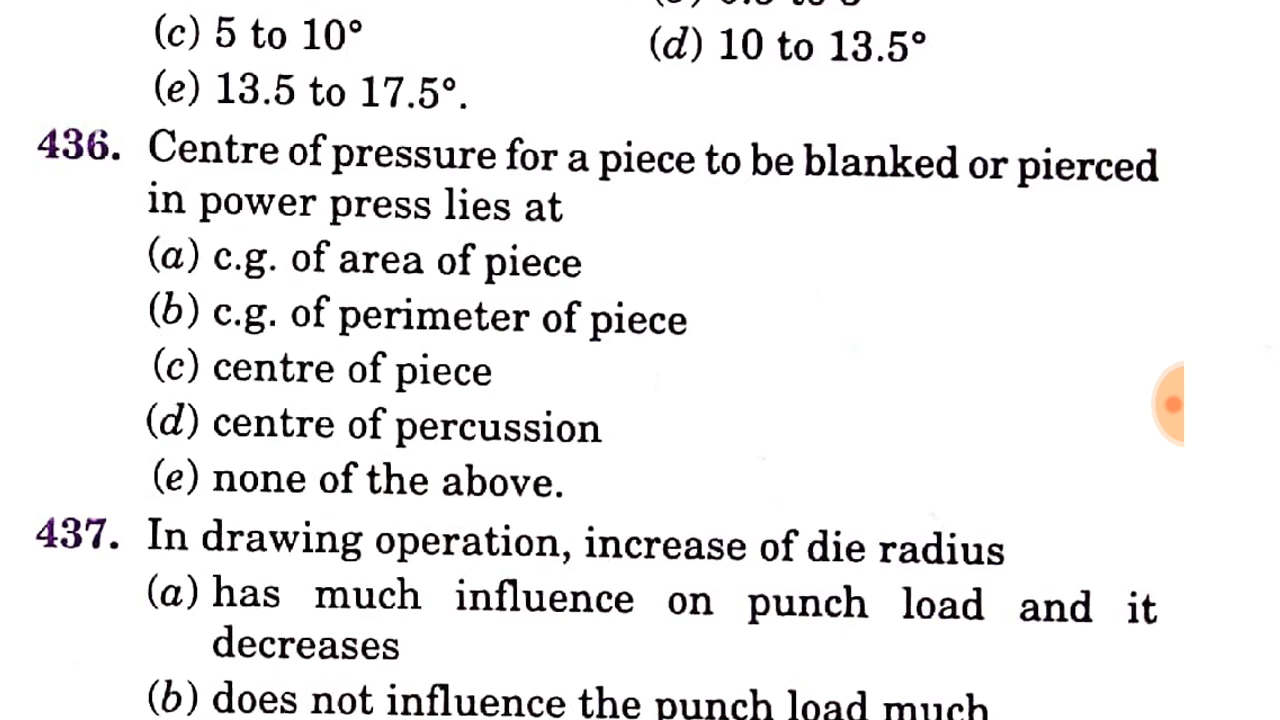 (c) 5 to 10°
(d) 10 to 13.5°
(e) 13.5 to 17.5°.
436. Centre of pressure for a piece to be blanked or pierced
in power press lies at
(a) c.g. of area of piece
(b) c.g. of perimeter of piece
(c) centre of piece
(d) centre of percussion
(e) none of the above.
437. In drawing operation, increase of die radius
(a) has much influence on punch load and it
decreases
(b) does not influence the punch load much